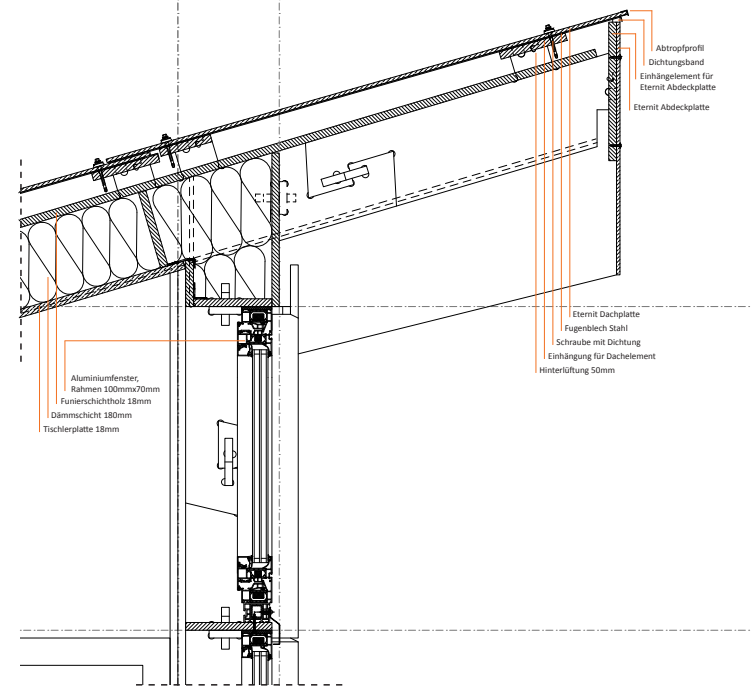 Abtropfprofil
Dichtungsband
Einhängelement für
Eternit Abdeckplatte
Eternit Abdeckplatte
Eternit Dachplatte
Fugenblech Stahl
Schraube mit Dichtung
Einhängung für Dachelement
Hinterlüftung 50mm
Aluminiumfenster,
Rahmen 100mmx70mm
Funierschichtholz 18mm
Dämmschicht 180mm
Tischlerplatte 18mm